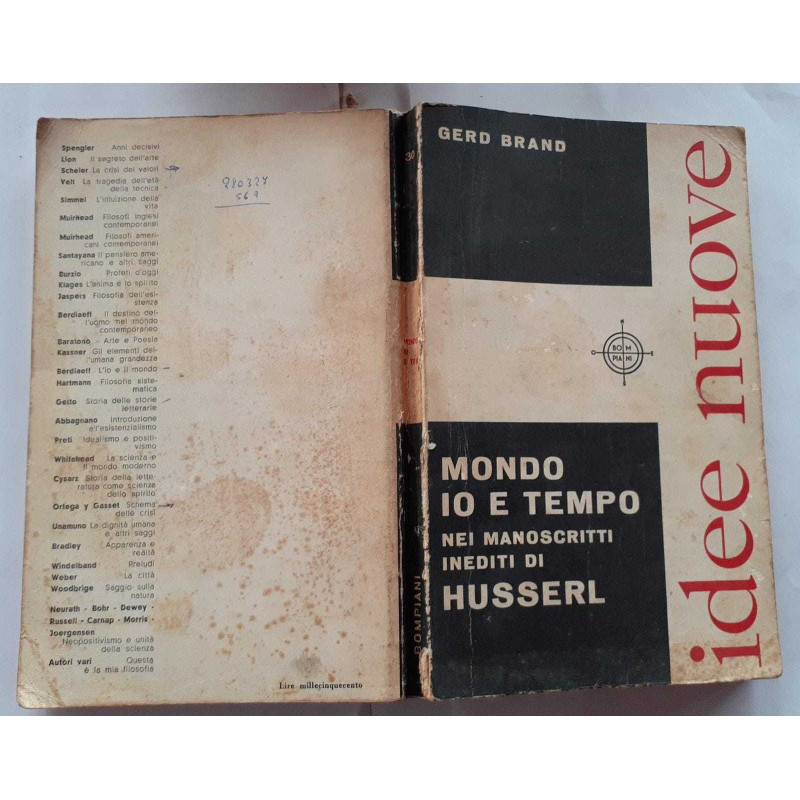 Spengler Anni decisivi
Lion Il segreto dell'arte
Scheler La crisi dei valori
Veit La tragedia dell'età
della tecnica
Simmel L'intuizione della
vita
Muirhead Filosofi inglesi
contemporanei
Muirhead Filosofi ameri-
cani contemporanei
Santayana Il pensiero ame-
ricano e altri saggi
Burzio Profeti d'oggi
Klages L'anima e lo spirito
Jaspers Filosofia dell'esi-
stenza
Berdiaeff Il destino del-
l'uomo nel mondo
contemporaneo
Baratono - Arte e Poesia
Kassner Gli elementi del-
l'umana grandezza
Berdiaeff L'io e il mondo
Hartmann Filosofia siste-
matica
Getto Storia delle storie
letterarie
Abbagnano Introduzione
all'esistenzialismo
Preti Idealismo e positi-
vismo
Whitehead La scienza e
il mondo moderno
Cysarz Storia della lette-
ratura come scienza
dello spirito
Ortega y Gasset Schema
delle crisi
Unamuno La dignità umana
e altri saggi
Bradley Apparenza e
realtà
Windelband Preludi
Weber La città
Woodbrige Saggio sulla
natura
Neurath - Bohr - Dewey -
Russell - Carnap - Morris -
Joergensen
Neopositivismo e unità
della scienza
Autori vari Questa
è la mia filosofia
Lire millecinquecento
30
BOMPIANI
GERD BRAND
BOM
PIANI
MONDO
IO E TEMPO
NEI MANOSCRITTI
INEDITI DI
HUSSERL
idee nuove